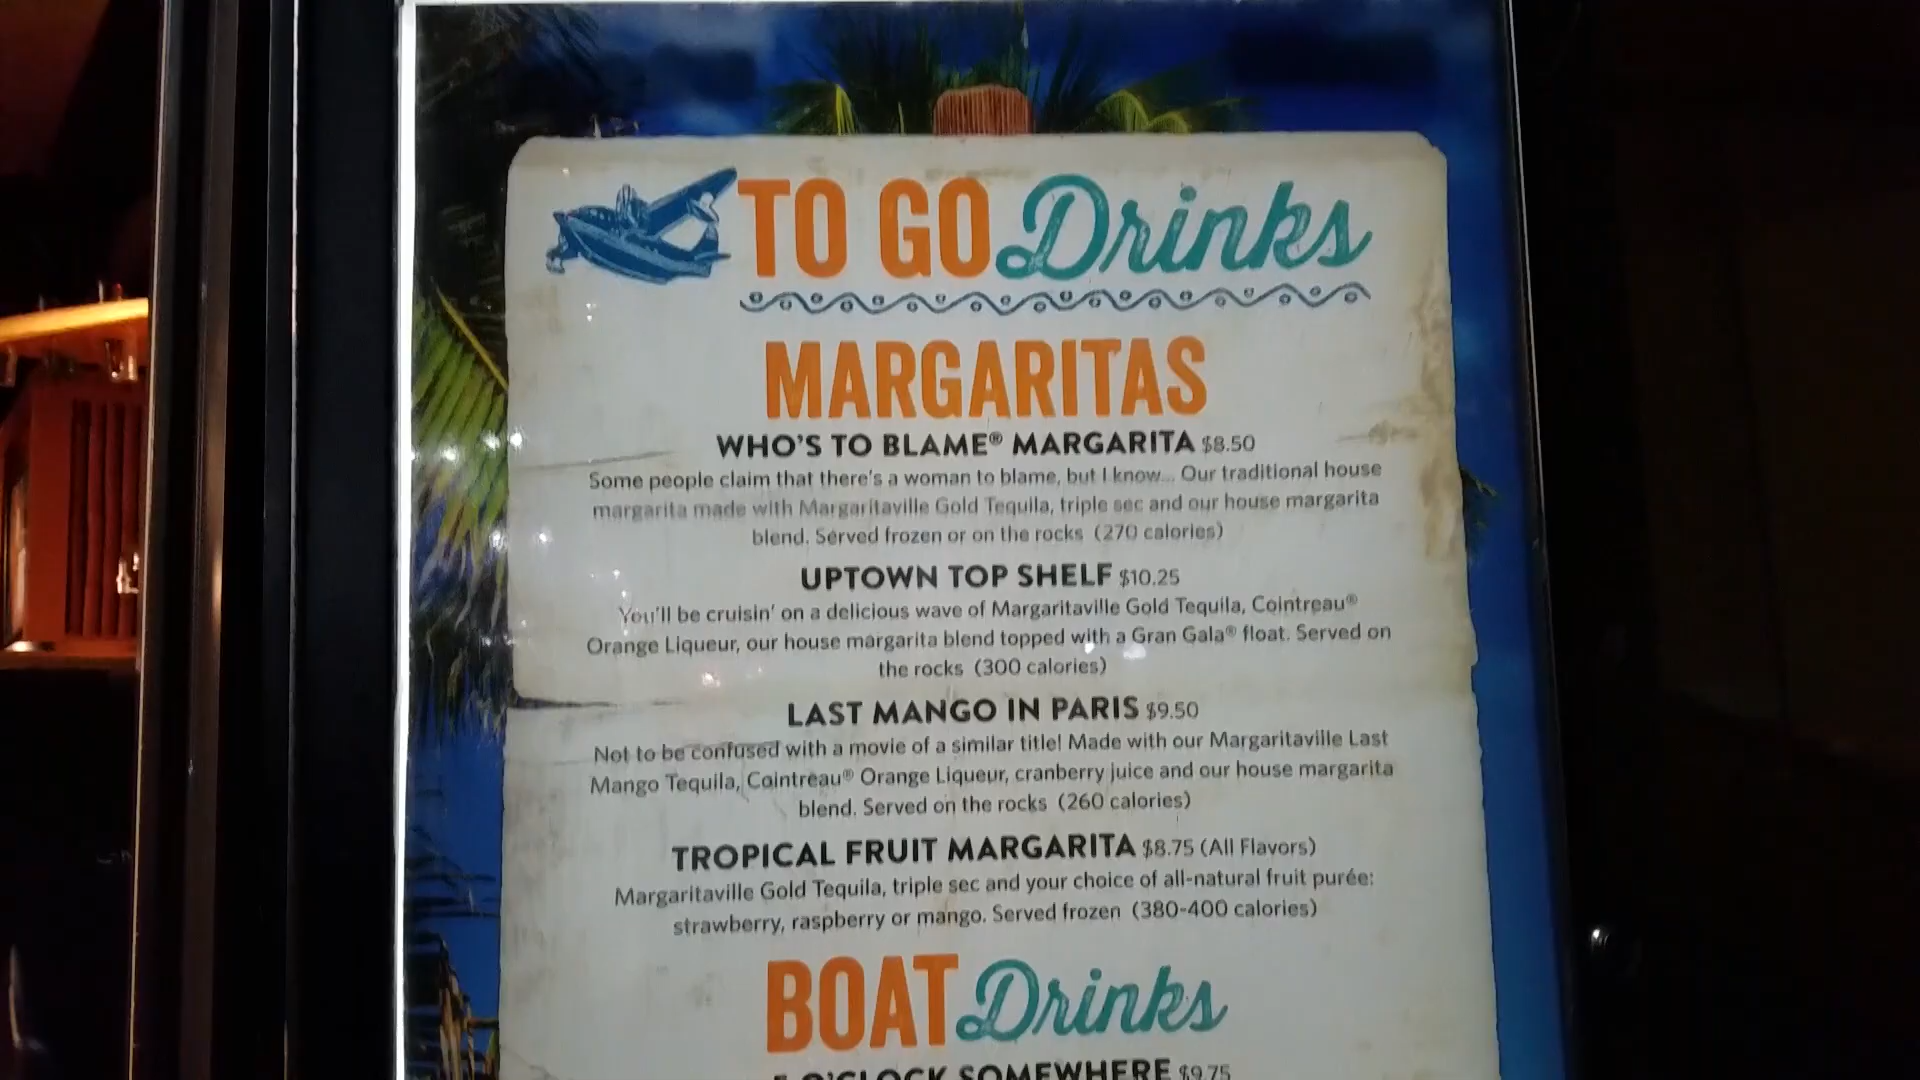 TO GO Drinks
MARGARITAS
WHO'S TO BLAME® MARGARITA $8.50
Some people claim that there's a woman to blame, but I know... Our traditional house
margarita made with Margaritaville Gold Tequila, triple sec and our house margarita
blend. Served frozen or on the rocks (270 calories)
UPTOWN TOP SHELF $10.25
You'll be cruisin' on a delicious wave of Margaritaville Gold Tequila, Cointreau®
Orange Liqueur, our house margarita blend topped with a Gran Gala® float. Served on
the rocks (300 calories)
LAST MANGO IN PARIS $9.50
Not to be confused with a movie of a similar title! Made with our Margaritaville Last
Mango Tequila, Cointreau® Orange Liqueur, cranberry juice and our house margarita
blend. Served on the rocks (260 calories)
TROPICAL FRUIT MARGARITA $8.75 (All Flavors)
Margaritaville Gold Tequila, triple sec and your choice of all-natural fruit purée:
strawberry, raspberry or mango. Served frozen (380-400 calories)
BOAT Drinks
5 O'CLOCK SOMEWHERE $9.75